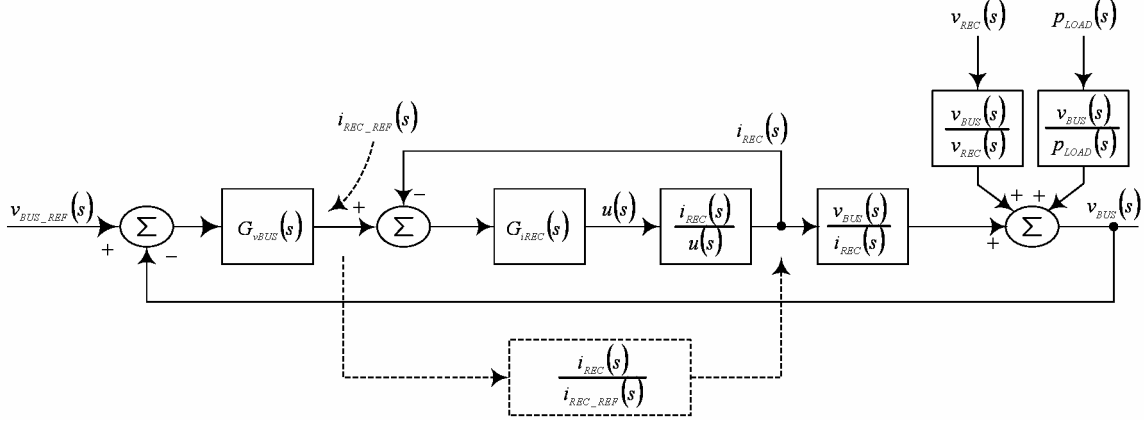 v_REC(s)
p_LOAD(s)
v_BUS(s)
v_REC(s)
v_BUS(s)
p_LOAD(s)
i_REC_REF(s)
i_REC(s)
v_BUS_REF(s)
+
−
Σ
G_vBUS(s)
+
−
Σ
G_iREC(s)
u(s)
i_REC(s)
u(s)
v_BUS(s)
i_REC(s)
+
+
+
Σ
v_BUS(s)
i_REC(s)
i_REC_REF(s)